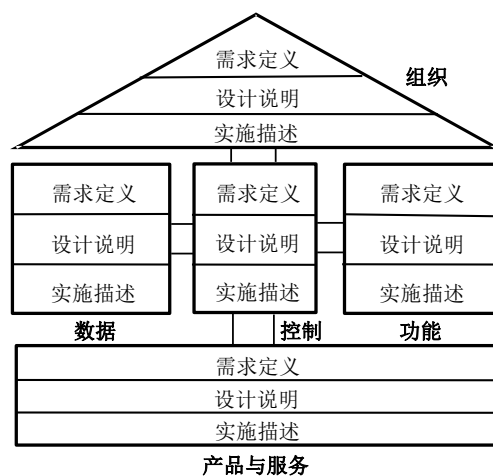 需求定义
组织
设计说明
实施描述
需求定义 需求定义 需求定义
设计说明 设计说明 设计说明
实施描述 实施描述 实施描述
数据 控制 功能
需求定义
设计说明
实施描述
产品与服务